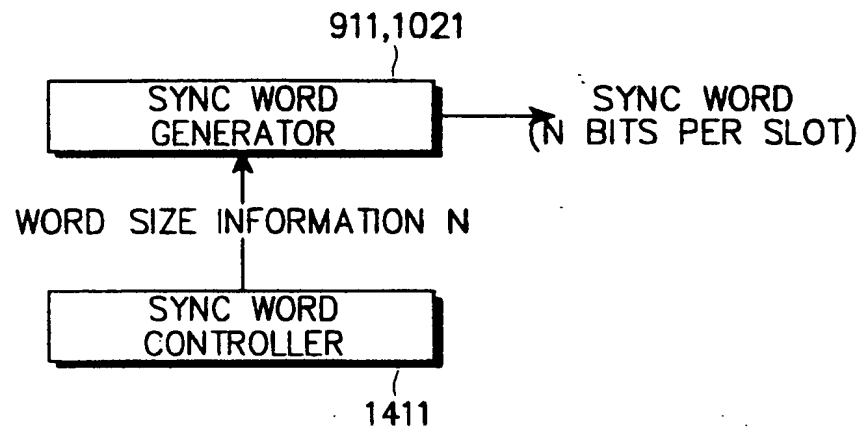 911,1021
SYNC WORD
GENERATOR
SYNC WORD
(N BITS PER SLOT)
WORD SIZE INFORMATION N
SYNC WORD
CONTROLLER
1411